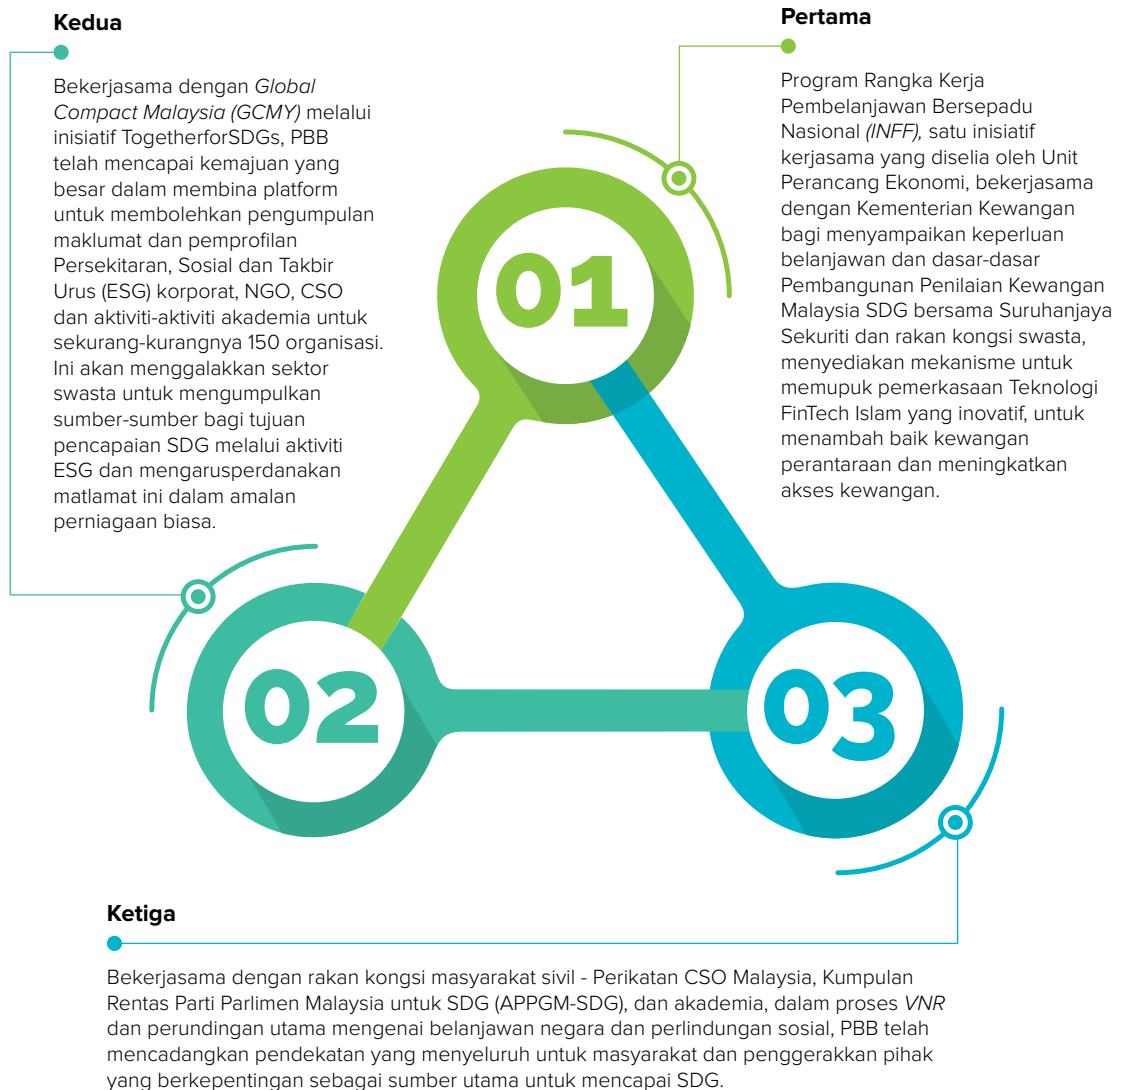 Pertama
Program Rangka Kerja
Pembelanjawan Bersepadu
Nasional (INFF), satu inisiatif
kerjasama yang diselia oleh Unit
Perancang Ekonomi, bekerjasama
dengan Kementerian Kewangan
bagi menyampaikan keperluan
belanjawan dan dasar-dasar
Pembangunan Penilaian Kewangan
Malaysia SDG bersama Suruhanjaya
Sekuriti dan rakan kongsi swasta,
menyediakan mekanisme untuk
memupuk pemerkasaan Teknologi
FinTech Islam yang inovatif, untuk
menambah baik kewangan
perantaraan dan meningkatkan
akses kewangan.
Kedua
Bekerjasama dengan Global
Compact Malaysia (GCMY) melalui
inisiatif TogetherforSDGs, PBB
telah mencapai kemajuan yang
besar dalam membina platform
untuk membolehkan pengumpulan
maklumat dan pemprofilan
Persekitaran, Sosial dan Takbir
Urus (ESG) korporat, NGO, CSO
dan aktiviti-aktiviti akademia untuk
sekurang-kurangnya 150 organisasi.
Ini akan menggalakkan sektor
swasta untuk mengumpulkan
sumber-sumber bagi tujuan
pencapaian SDG melalui aktiviti
ESG dan mengarusperdanakan
matlamat ini dalam amalan
perniagaan biasa.
01
02
03
Ketiga
Bekerjasama dengan rakan kongsi masyarakat sivil - Perikatan CSO Malaysia, Kumpulan
Rentas Parti Parlimen Malaysia untuk SDG (APPGM-SDG), dan akademia, dalam proses VNR
dan perundingan utama mengenai belanjawan negara dan perlindungan sosial, PBB telah
mencadangkan pendekatan yang menyeluruh untuk masyarakat dan penggerakkan pihak
yang berkepentingan sebagai sumber utama untuk mencapai SDG.